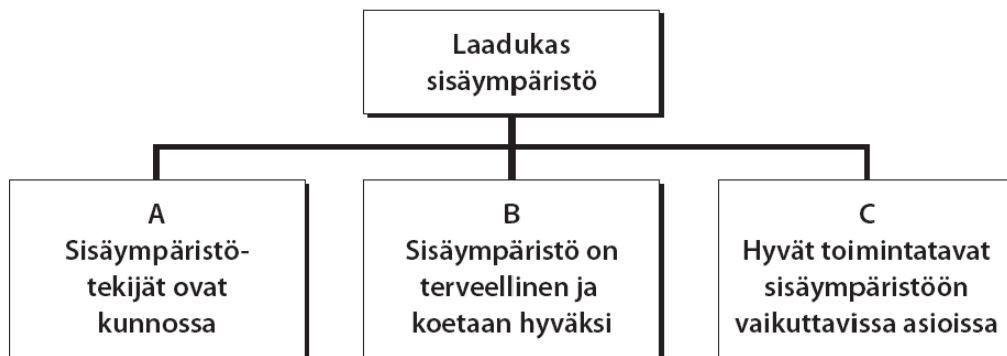 Laadukas
sisäympäristö
A
Sisäympäristö-
tekijät ovat
kunnossa
B
Sisäympäristö on
terveellinen ja
koetaan hyväksi
C
Hyvät toimintatavat
sisäympäristöön
vaikuttavissa asioissa